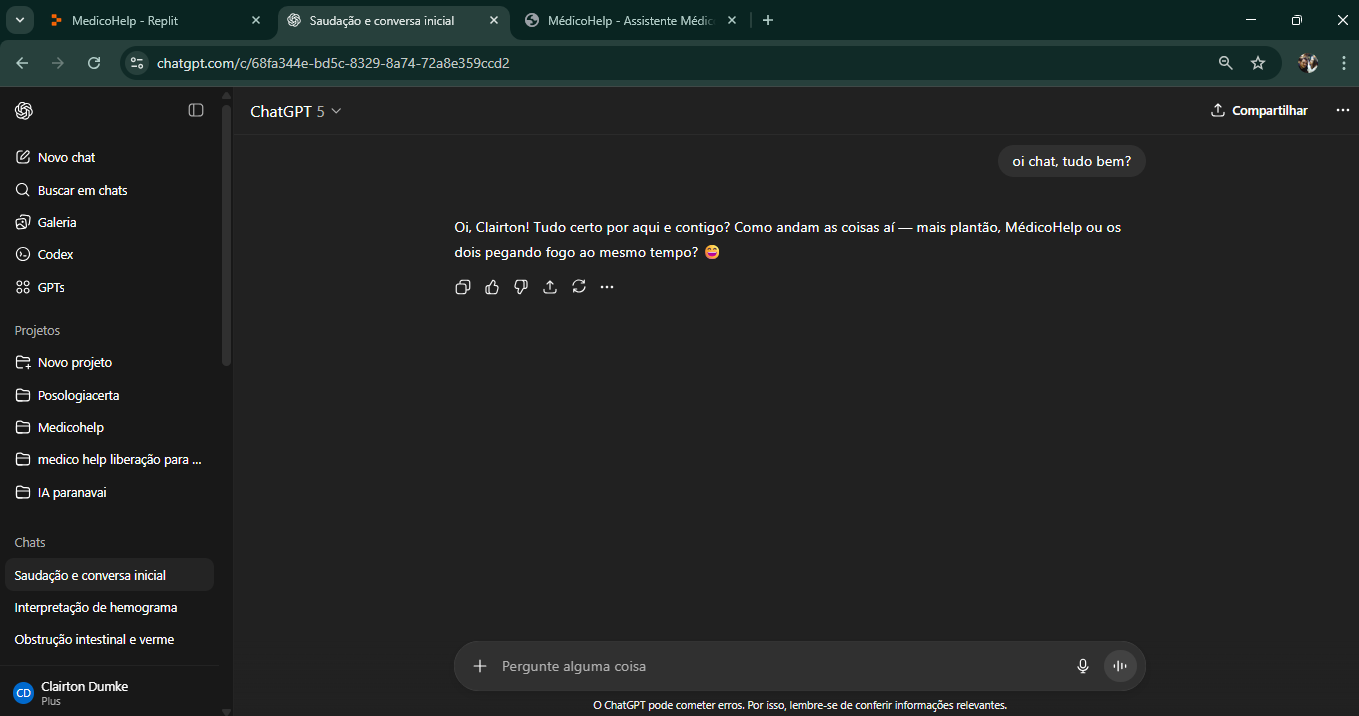 MedicoHelp - Replit
Saudação e conversa inicial
MédicoHelp - Assistente Médic
chatgpt.com/c/68fa344e-bd5c-8329-8a74-72a8e359ccd2
ChatGPT 5
Compartilhar
Novo chat
Buscar em chats
Galeria
Codex
GPTs
Projetos
Novo projeto
Posologiacerta
Medicohelp
medico help liberação para ...
IA paranavai
Chats
Saudação e conversa inicial
Interpretação de hemograma
Obstrução intestinal e verme
CD
Clairton Dumke
Plus
oi chat, tudo bem?
Oi, Clairton! Tudo certo por aqui e contigo? Como andam as coisas aí — mais plantão, MédicoHelp ou os
dois pegando fogo ao mesmo tempo? 😄
Pergunte alguma coisa
O ChatGPT pode cometer erros. Por isso, lembre-se de conferir informações relevantes.